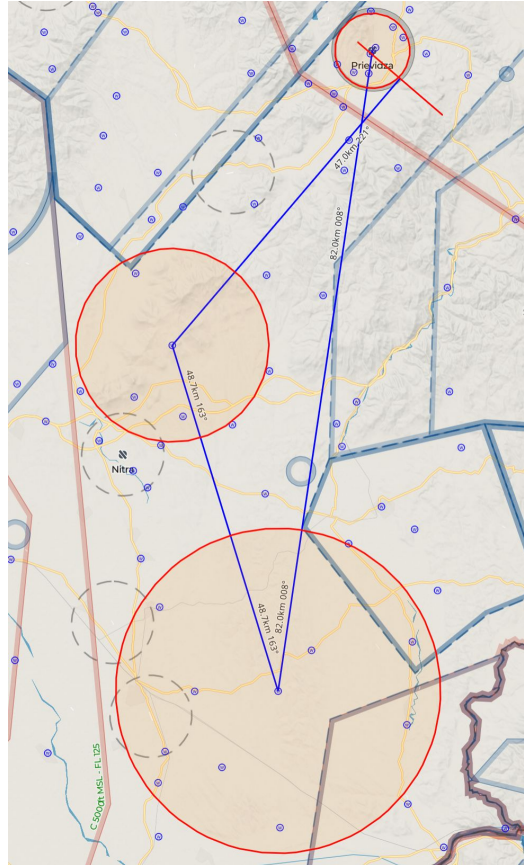 Prievidza
47.0km 221°
82.0km 008°
48.7km 163°
Nitra
48.7km 163°
82.0km 008°
C 500ft MSL - FL 125